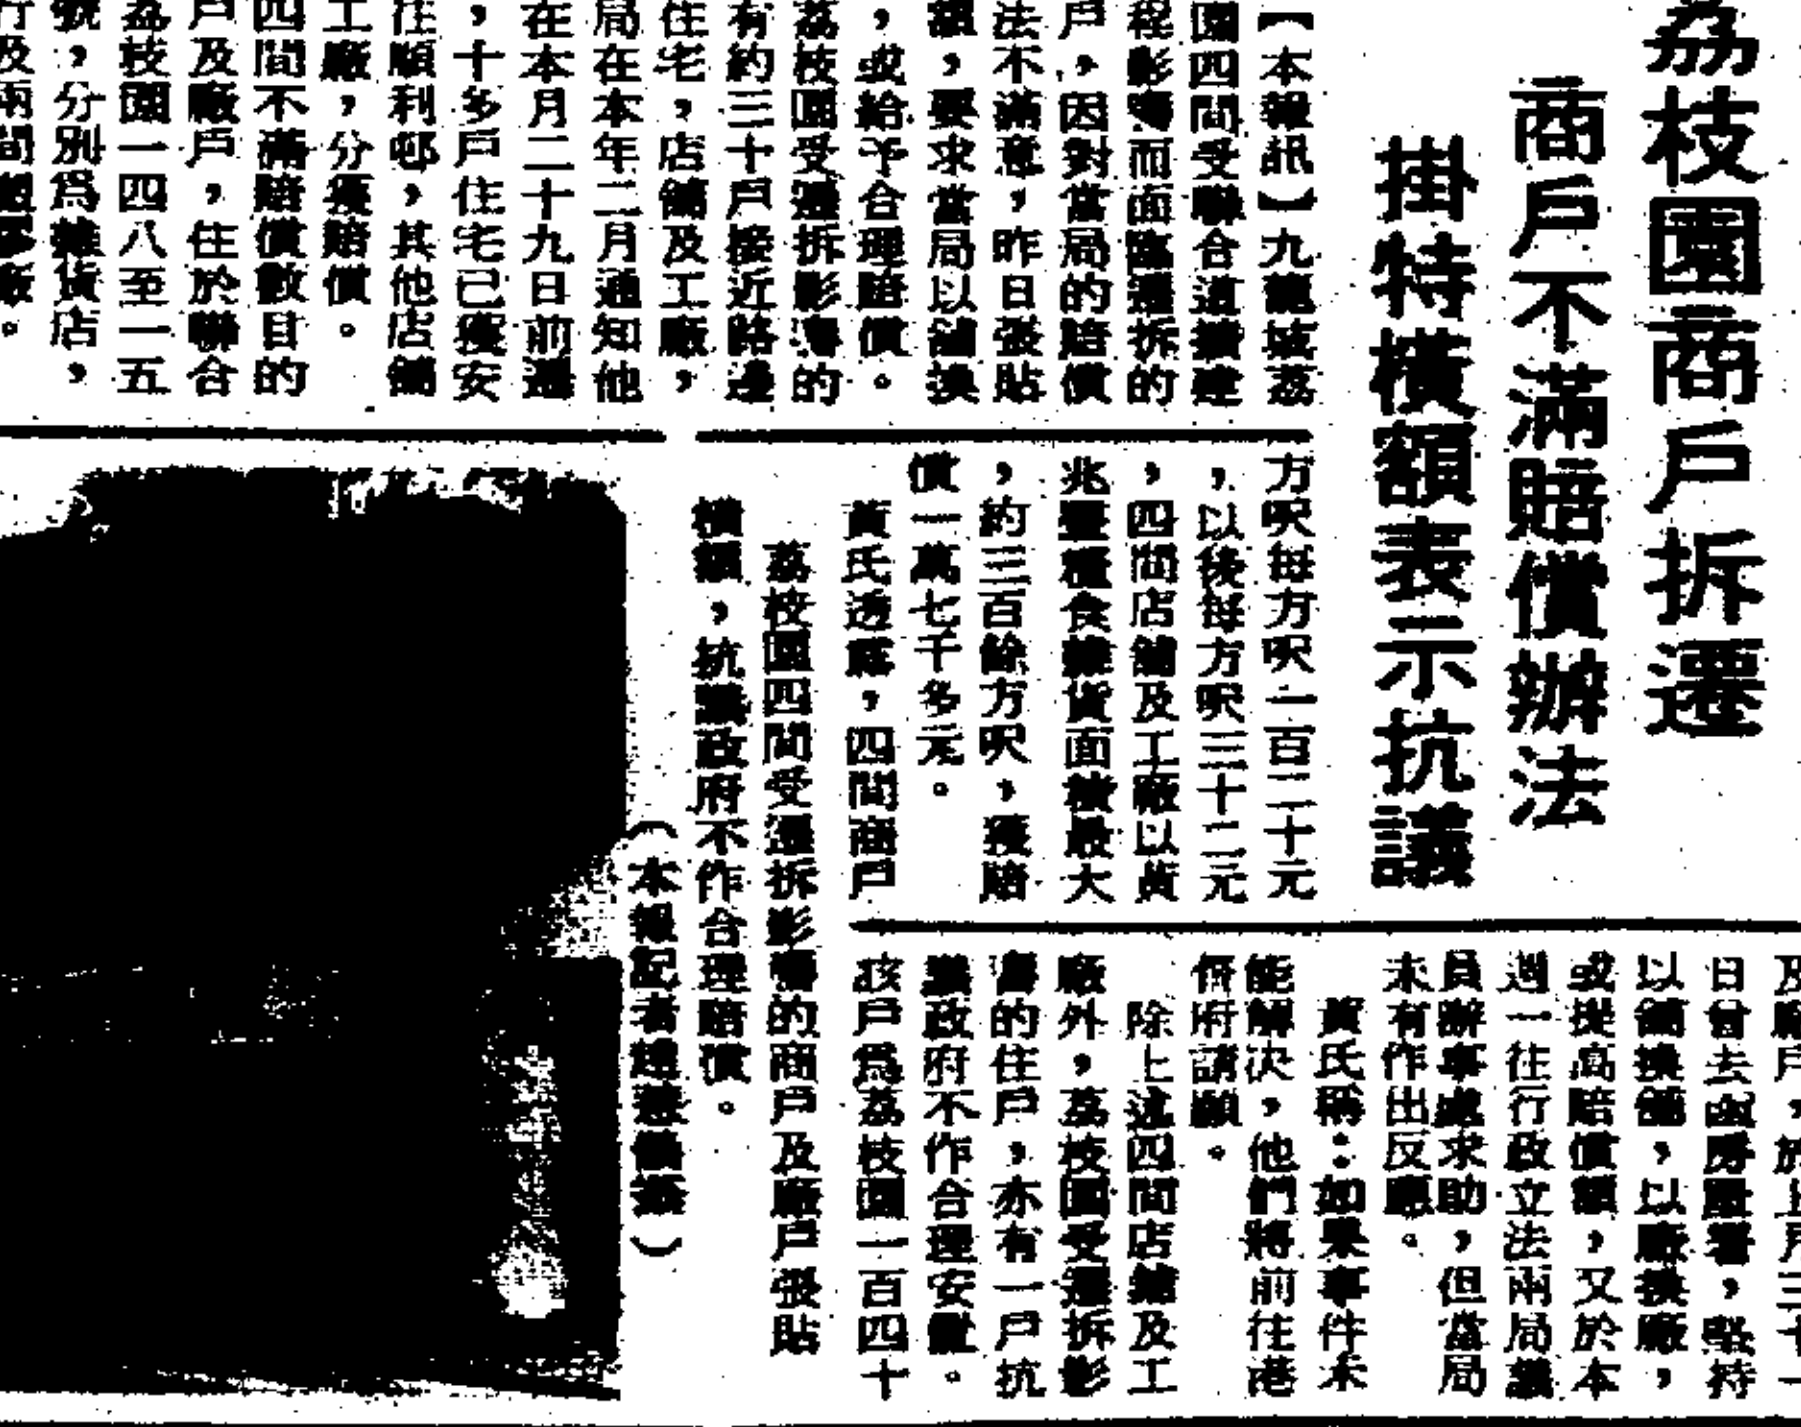 荔枝園商戶拆遷
商戶不滿賠償辦法
掛特橫額表示抗議
【本報訊】九龍坡荔
園四間受聯合道擴建
程影響而面臨遷拆的
戶，因對當局的賠償
法不滿意，昨日張貼
額，要求當局以舖換
，或給予合理賠償。
荔枝園受遷拆影響的
有約三十戶接近路邊
住宅，店舖及工廠，
局在本年二月通知他
在本月二十九日前遷
，十多戶住宅已獲安
往順利邨，其他店舖
工廠，分獲賠償。
四間不滿賠償數目的
戶及廠戶，住於聯合
荔枝園一四八至一五
號，分別為雜貨店，
行及兩間廠。
方呎每方呎一百二十元
，以後每方呎三十二元
，四間店舖及工廠以黃
兆豐糧食雜貨面積最大
，約三百餘方呎，獲賠
償一萬七千多元。
黃氏透露，四間商戶
及廠戶，於上月三十一
日曾去函房屋署，堅持
以舖換舖，以廠換廠，
或提高賠償額，又於本
週一往行政立法兩局議
員辦事處求助，但當局
未有作出反應。
黃氏稱：如果事件未
能解決，他們將前往港
督府請願。
除上述四間店舖及工
廠外，荔枝園受遷拆影
響的住戶，亦有一戶抗
議政府不作合理安置。
該戶為荔枝園一百四十
荔枝園四間受遷拆影響的商戶及廠戶張貼
橫額，抗議政府不作合理賠償。
（本報記者攝）